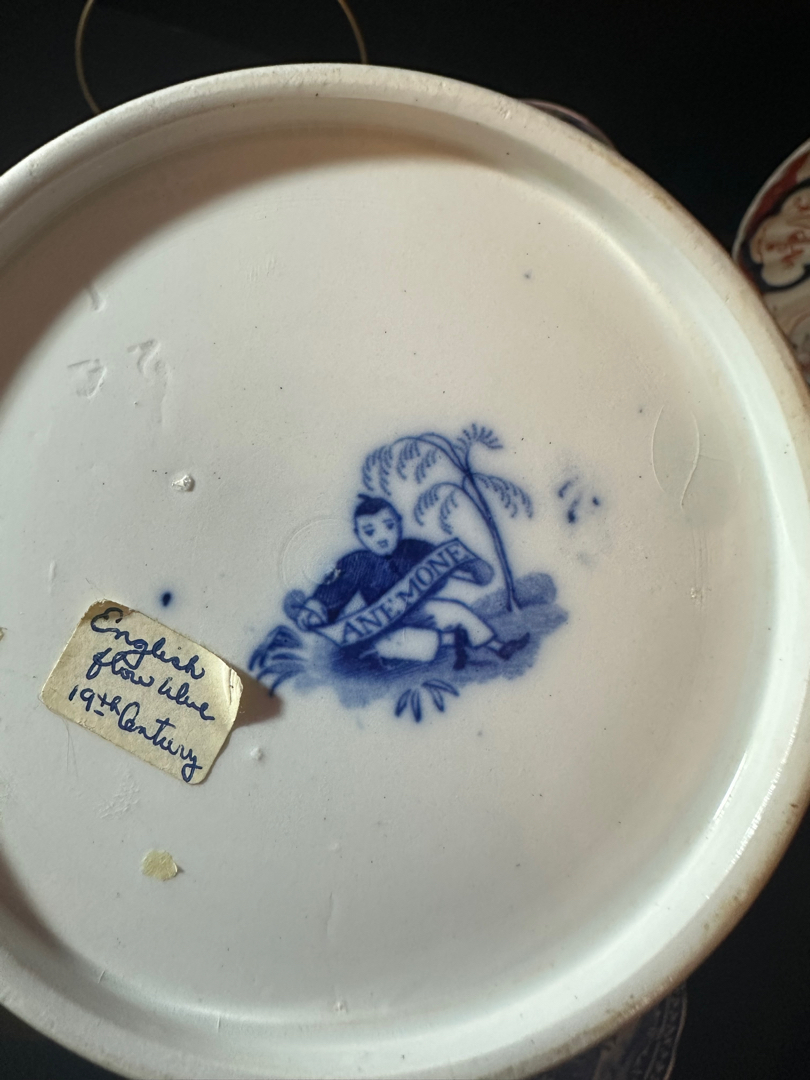 ANEMONE
English
flow blue
19th Century